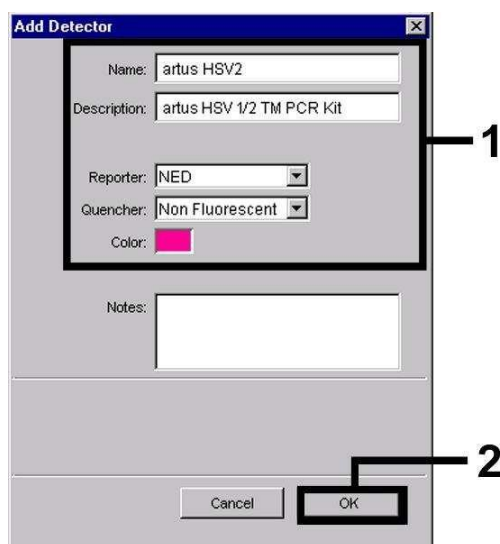 Add Detector
Name: artus HSV2
Description: artus HSV 1/2 TM PCR Kit
1
Reporter: NED
Quencher: Non Fluorescent
Color:
Notes:
2
Cancel OK